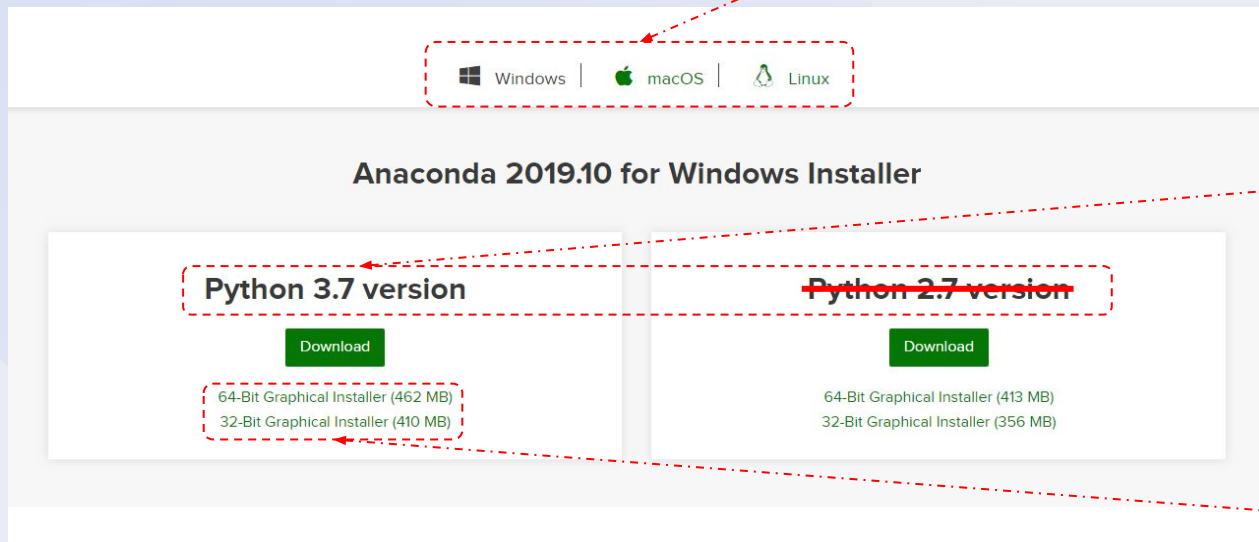 Windows | macOS | Linux
Anaconda 2019.10 for Windows Installer
Python 3.7 version
Download
64-Bit Graphical Installer (462 MB)
32-Bit Graphical Installer (410 MB)
Python 2.7 version
Download
64-Bit Graphical Installer (413 MB)
32-Bit Graphical Installer (356 MB)